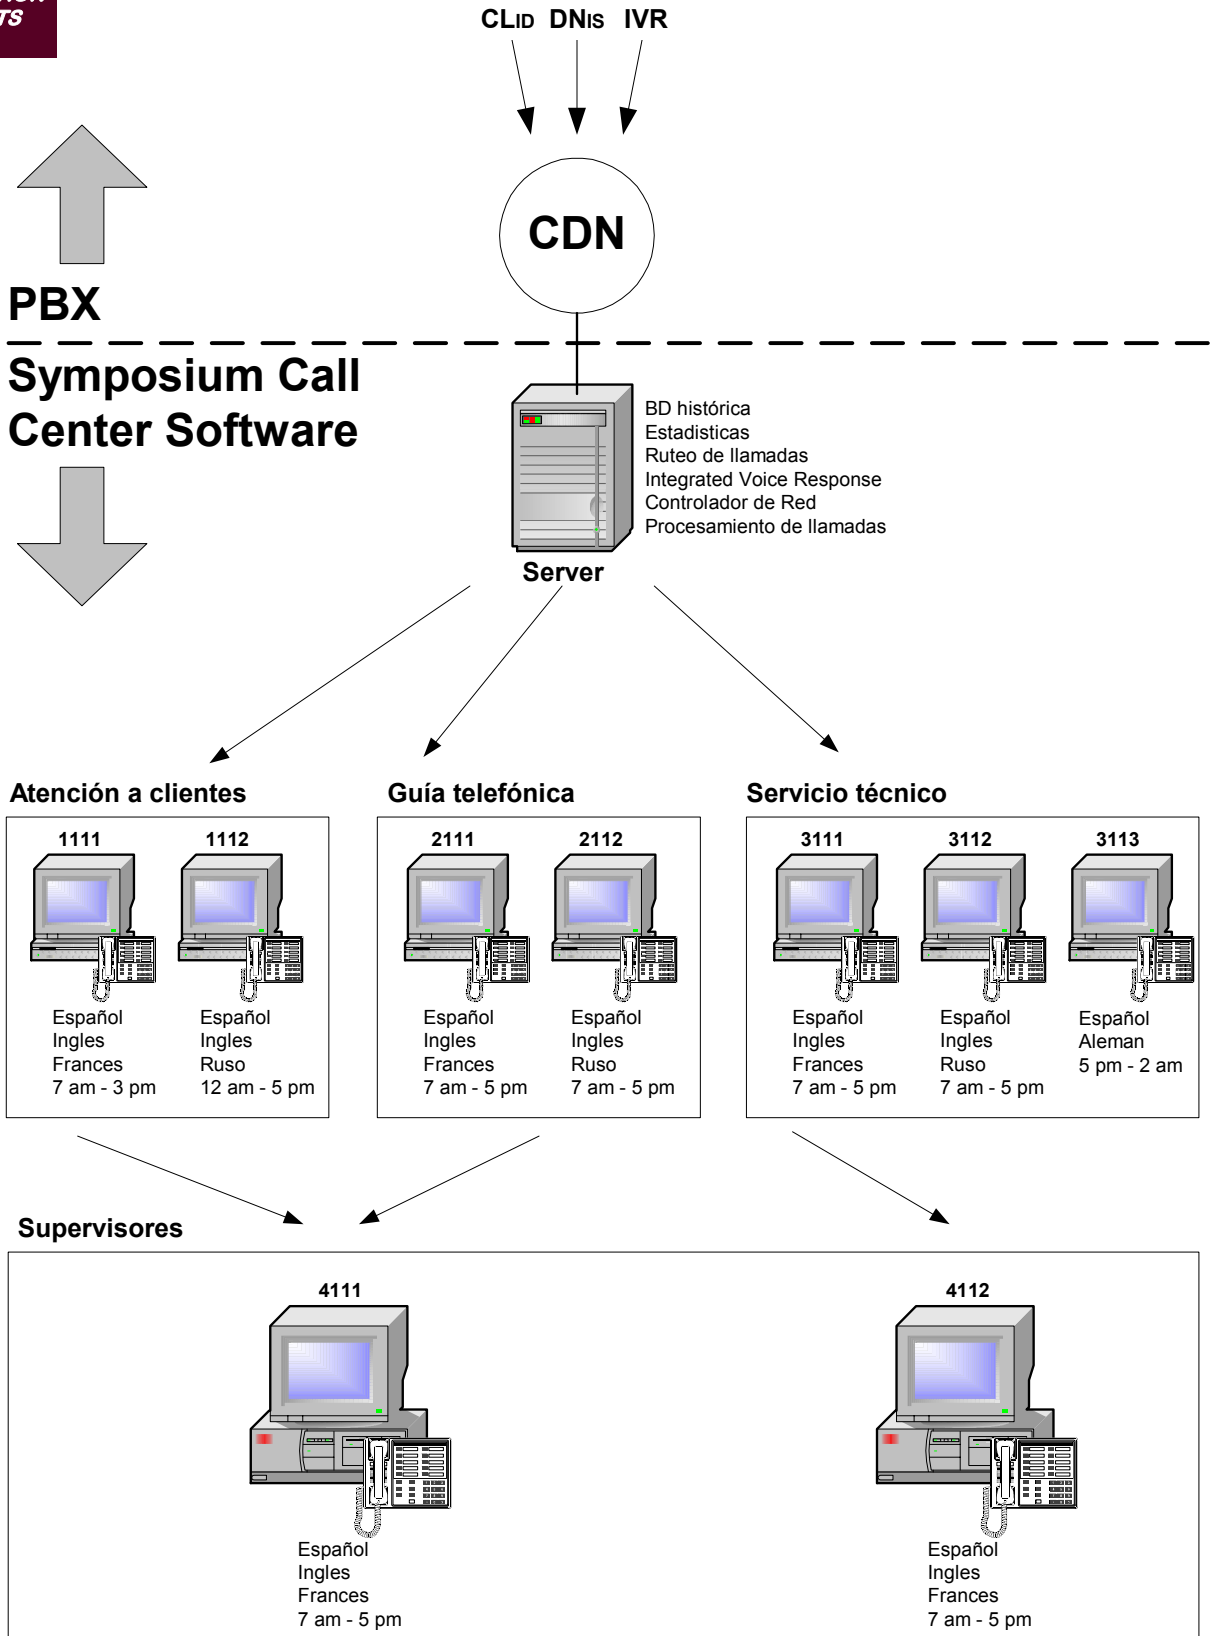 TS
CLID DNIS IVR
CDN
PBX
Symposium Call
Center Software
BD histórica
Estadisticas
Ruteo de llamadas
Integrated Voice Response
Controlador de Red
Procesamiento de llamadas
Server
Atención a clientes
1111
Español
Ingles
Frances
7 am - 3 pm
1112
Español
Ingles
Ruso
12 am - 5 pm
Guía telefónica
2111
Español
Ingles
Frances
7 am - 5 pm
2112
Español
Ingles
Ruso
7 am - 5 pm
Servicio técnico
3111
Español
Ingles
Frances
7 am - 5 pm
3112
Español
Ingles
Ruso
7 am - 5 pm
3113
Español
Aleman
5 pm - 2 am
Supervisores
4111
Español
Ingles
Frances
7 am - 5 pm
4112
Español
Ingles
Frances
7 am - 5 pm